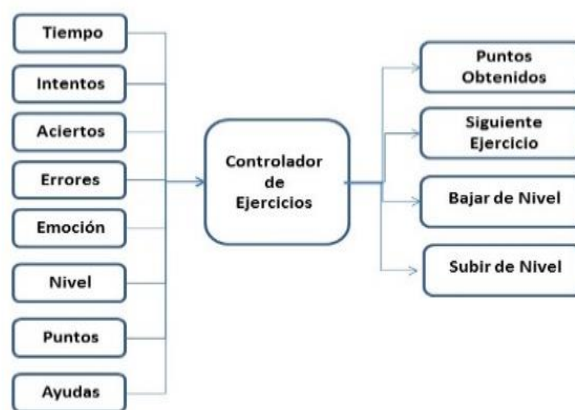 Tiempo
Intentos
Aciertos
Errores
Emoción
Nivel
Puntos
Ayudas
Controlador
de
Ejercicios
Puntos
Obtenidos
Siguiente
Ejercicio
Bajar de Nivel
Subir de Nivel